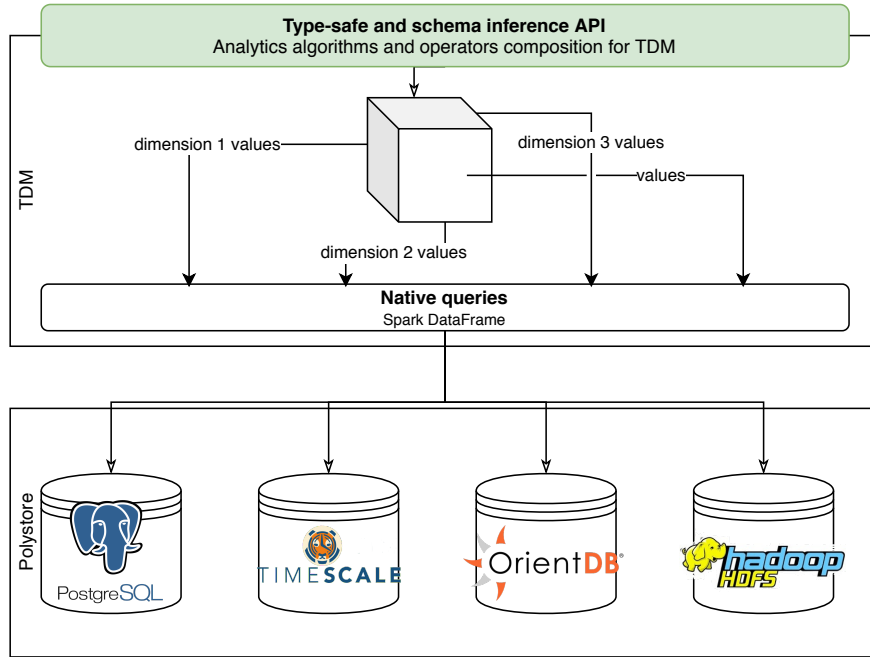 Type-safe and schema inference API
Analytics algorithms and operators composition for TDM
TDM
dimension 1 values
dimension 3 values
values
dimension 2 values
Native queries
Spark DataFrame
Polystore
PostgreSQL
TIMESCALE
OrientDB®
hadoop
HDFS